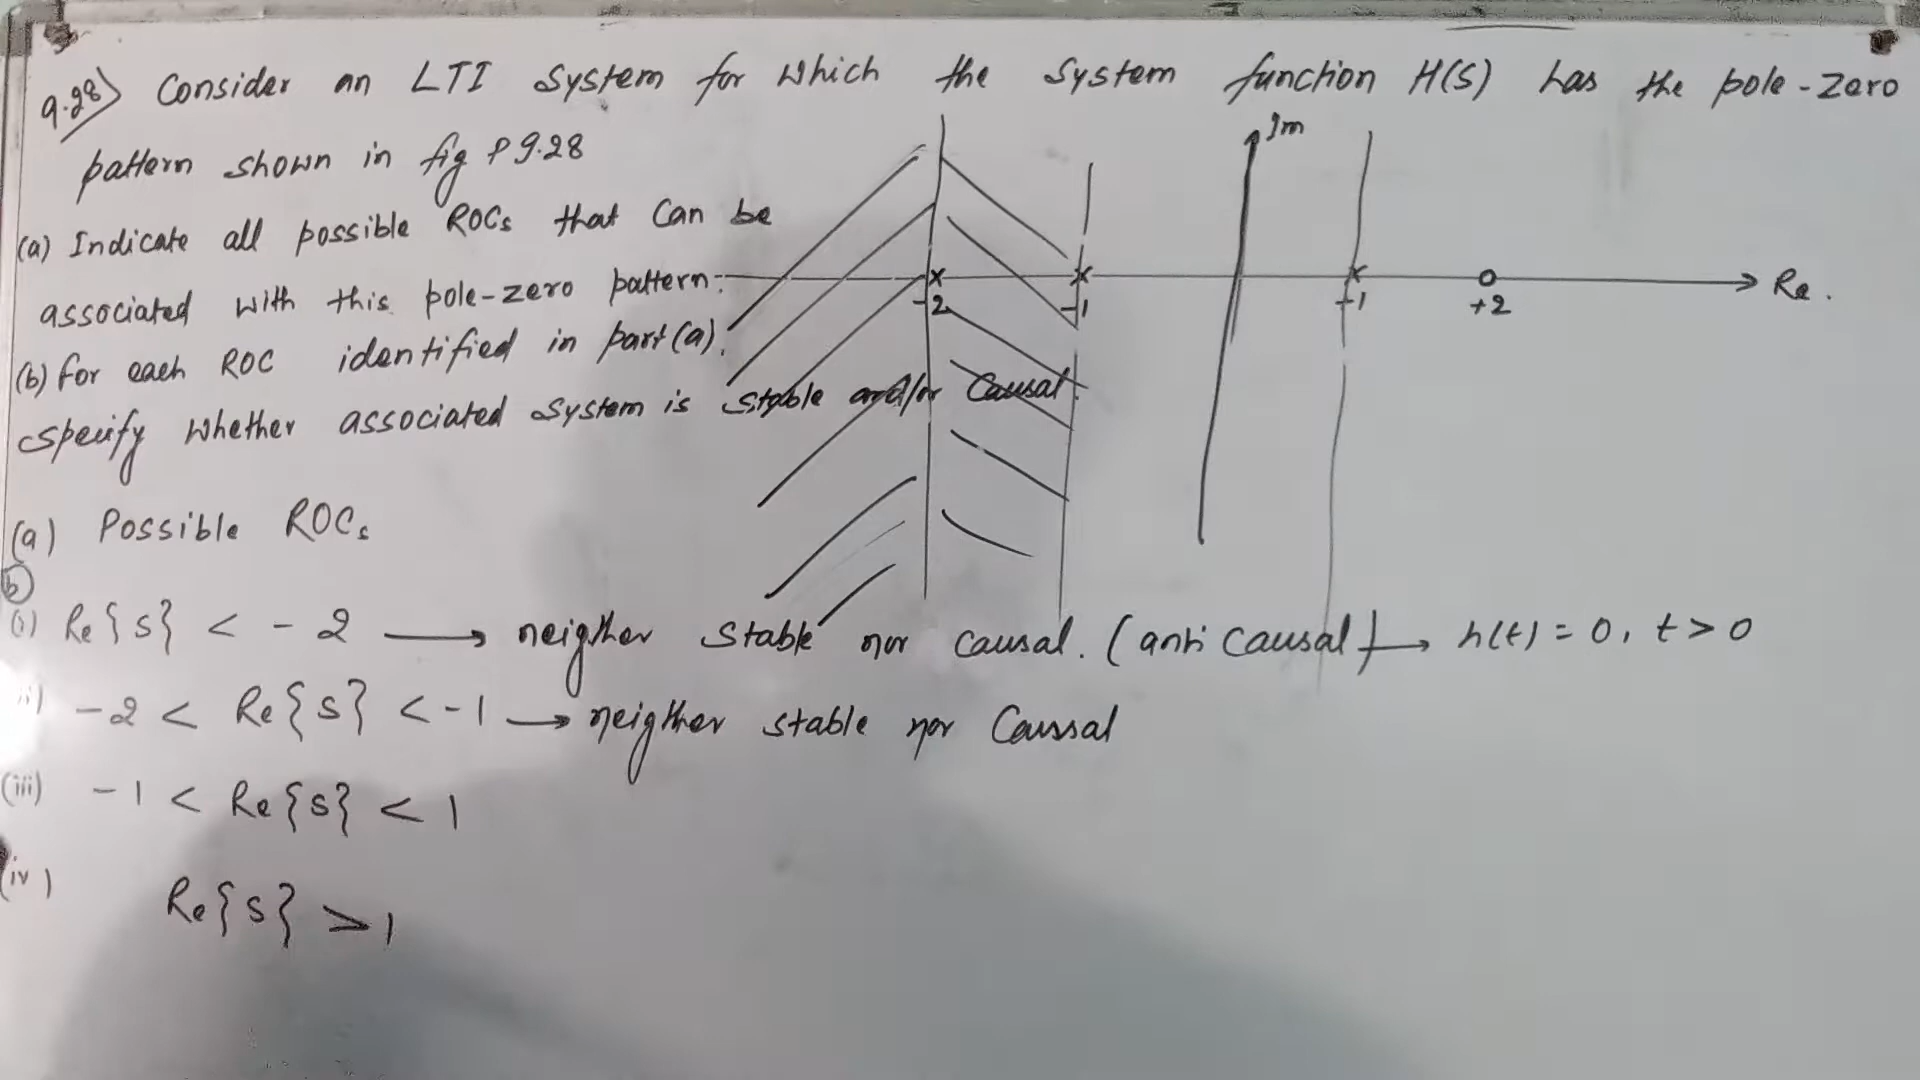 9.28) Consider an LTI System for which the System function H(S) has the pole-zero
pattern shown in fig P9.28
(a) Indicate all possible ROCs that Can be
associated with this pole-zero pattern.
(b) for each ROC identified in part(a),
specify whether associated System is stable and/or Causal.
Im
Re.
-2
-1
+1
+2
(a) Possible ROCs
(b)
(i) Re{s} < -2 → neigther Stable nor causal. (anti Causal) → h(t) = 0, t > 0
ii) -2 < Re{s} < -1 → neigther stable nor Caussal
(iii) -1 < Re{s} < 1
(iv) Re{s} > 1